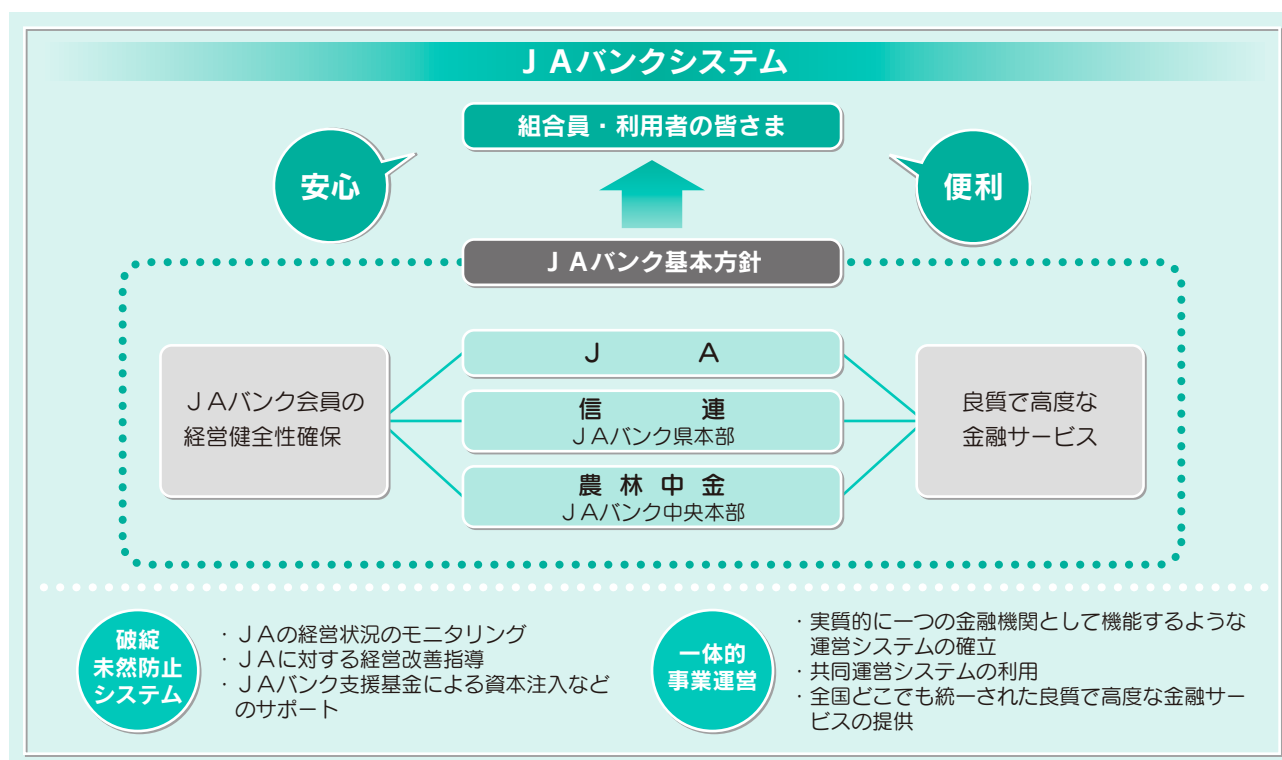 ＪＡバンクシステム
組合員・利用者の皆さま
安心
便利
ＪＡバンク基本方針
ＪＡバンク会員の
経営健全性確保
Ｊ　Ａ
信　連
ＪＡバンク県本部
農林中金
ＪＡバンク中央本部
良質で高度な
金融サービス
破綻
未然防止
システム
・ＪＡの経営状況のモニタリング
・ＪＡに対する経営改善指導
・ＪＡバンク支援基金による資本注入など
のサポート
一体的
事業運営
・実質的に一つの金融機関として機能するような
運営システムの確立
・共同運営システムの利用
・全国どこでも統一された良質で高度な金融サー
ビスの提供